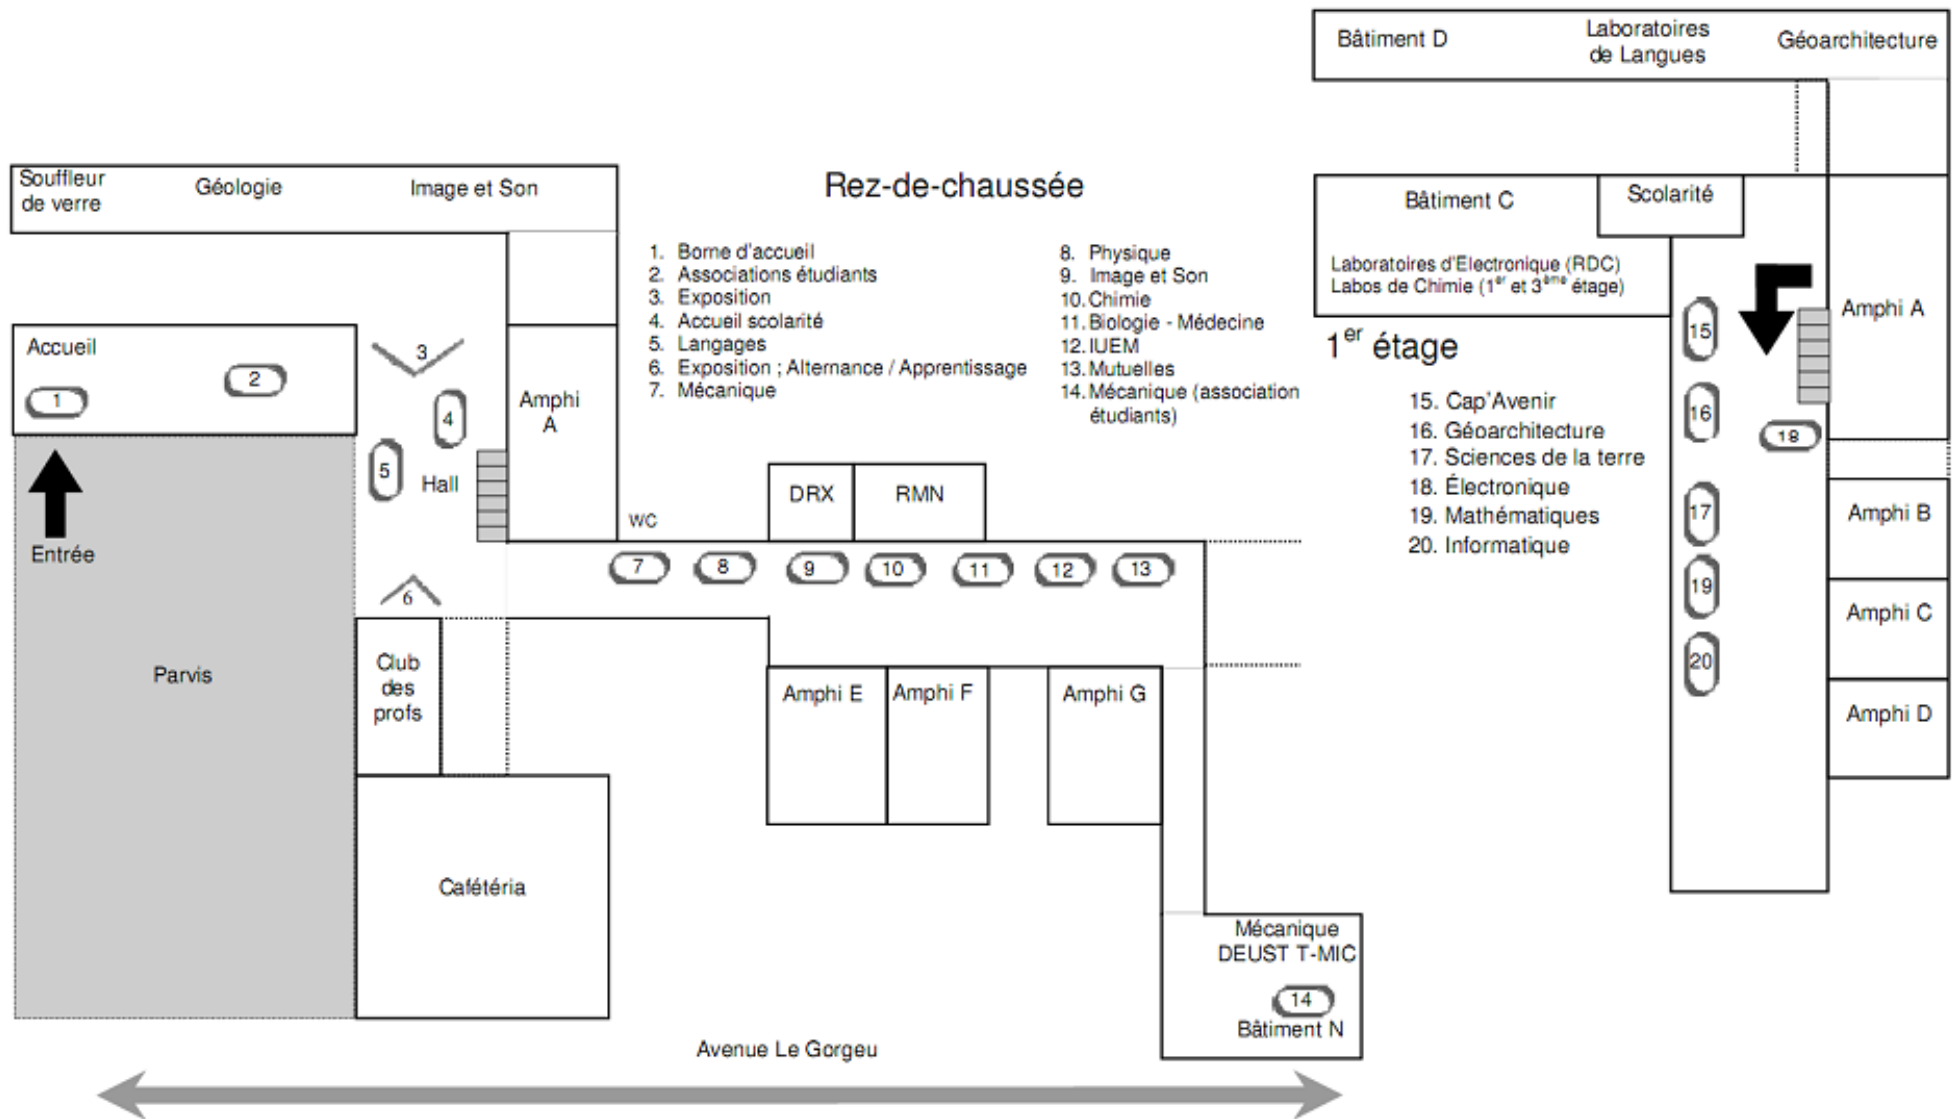 Bâtiment D
Laboratoires
de Langues
Géoarchitecture
Souffleur
de verre
Géologie
Image et Son
Rez-de-chaussée
1. Borne d'accueil
2. Associations étudiants
3. Exposition
4. Accueil scolarité
5. Langages
6. Exposition ; Alternance / Apprentissage
7. Mécanique
8. Physique
9. Image et Son
10. Chimie
11. Biologie - Médecine
12. IUEM
13. Mutuelles
14. Mécanique (association
étudiants)
Accueil
1
2
3
4
5
Hall
Amphi
A
Entrée
Parvis
6
Club
des
profs
Cafétéria
WC
DRX
RMN
7
8
9
10
11
12
13
Amphi E
Amphi F
Amphi G
Mécanique
DEUST T-MIC
14
Bâtiment N
Avenue Le Gorgeu
Bâtiment C
Scolarité
Laboratoires d'Electronique (RDC)
Labos de Chimie (1er et 3ème étage)
1er étage
15. Cap'Avenir
16. Géoarchitecture
17. Sciences de la terre
18. Électronique
19. Mathématiques
20. Informatique
15
16
17
18
19
20
Amphi A
Amphi B
Amphi C
Amphi D